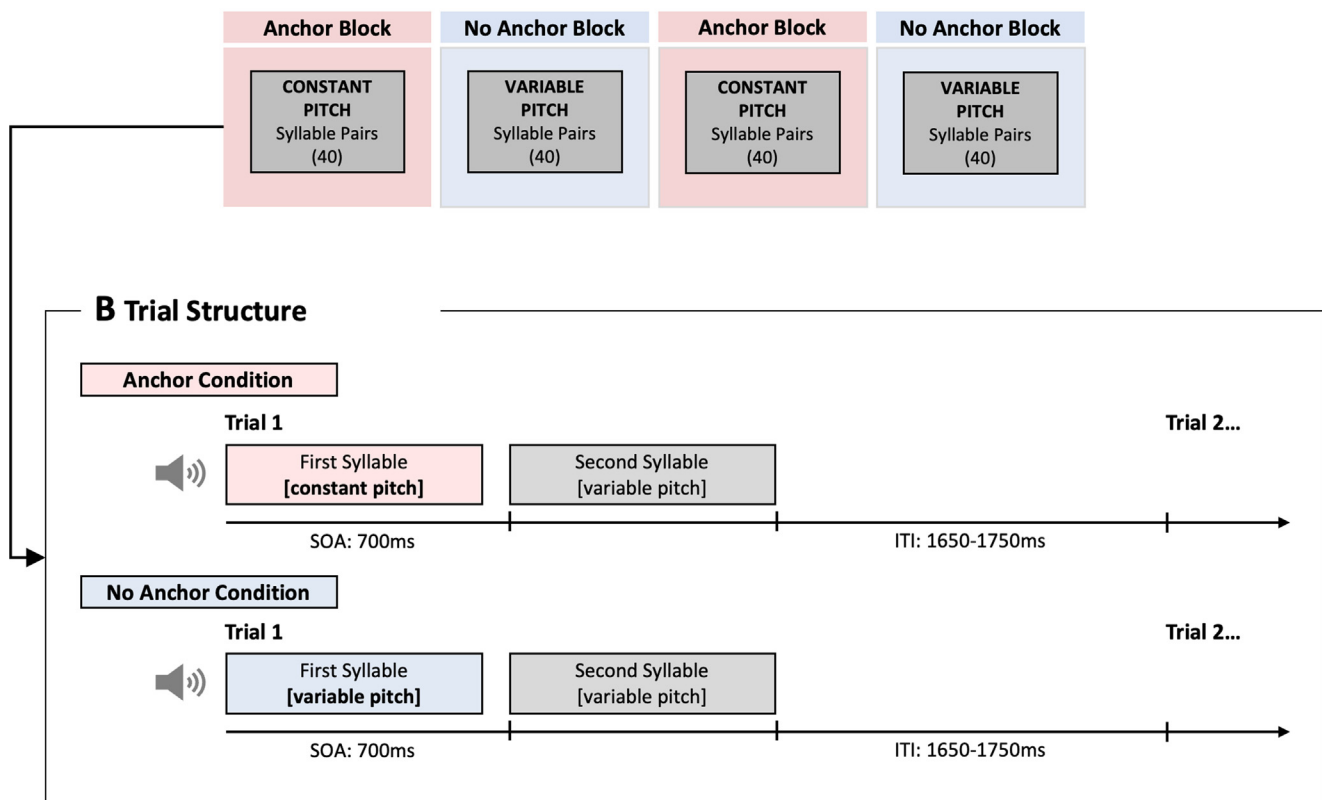 Anchor Block
No Anchor Block
Anchor Block
No Anchor Block
CONSTANT
PITCH
Syllable Pairs
(40)
VARIABLE
PITCH
Syllable Pairs
(40)
CONSTANT
PITCH
Syllable Pairs
(40)
VARIABLE
PITCH
Syllable Pairs
(40)
B Trial Structure
Anchor Condition
Trial 1
Trial 2...
First Syllable
[constant pitch]
Second Syllable
[variable pitch]
SOA: 700ms
ITI: 1650-1750ms
No Anchor Condition
Trial 1
Trial 2...
First Syllable
[variable pitch]
Second Syllable
[variable pitch]
SOA: 700ms
ITI: 1650-1750ms